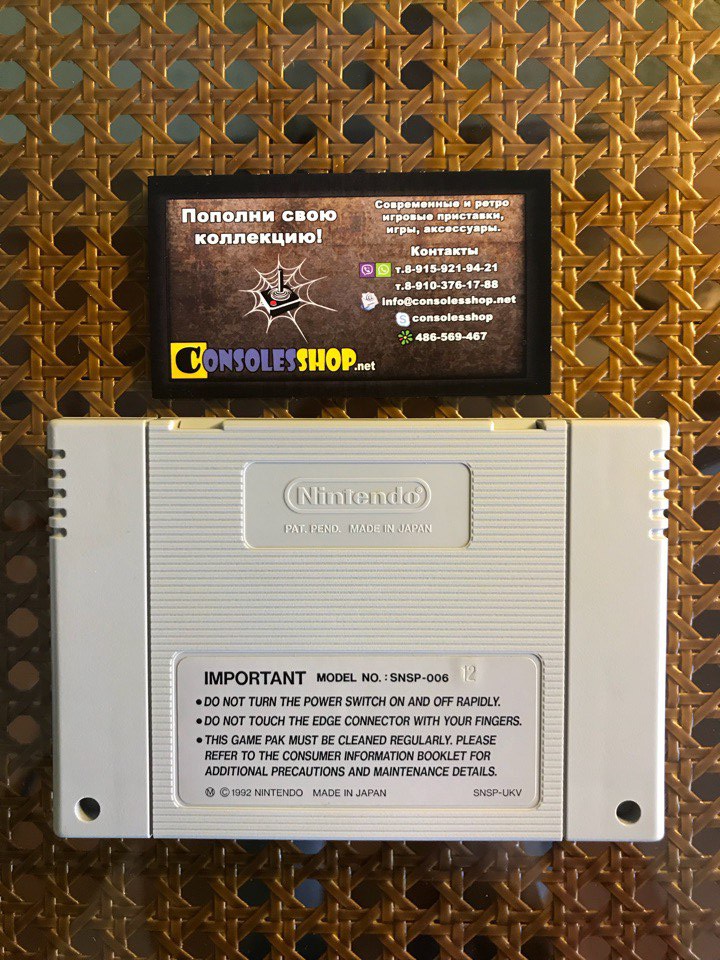 Пополни свою
коллекцию!
Современные и ретро
игровые приставки,
игры, аксессуары.
Контакты
т.8-915-921-94-21
т.8-910-376-17-88
info@consolesshop.net
consolesshop
486-569-467
CONSOLESSHOP.net
Nintendo®
PAT. PEND. MADE IN JAPAN
IMPORTANT MODEL NO. : SNSP-006 12
• DO NOT TURN THE POWER SWITCH ON AND OFF RAPIDLY.
• DO NOT TOUCH THE EDGE CONNECTOR WITH YOUR FINGERS.
• THIS GAME PAK MUST BE CLEANED REGULARLY. PLEASE
REFER TO THE CONSUMER INFORMATION BOOKLET FOR
ADDITIONAL PRECAUTIONS AND MAINTENANCE DETAILS.
Ⓜ ©1992 NINTENDO MADE IN JAPAN SNSP-UKV